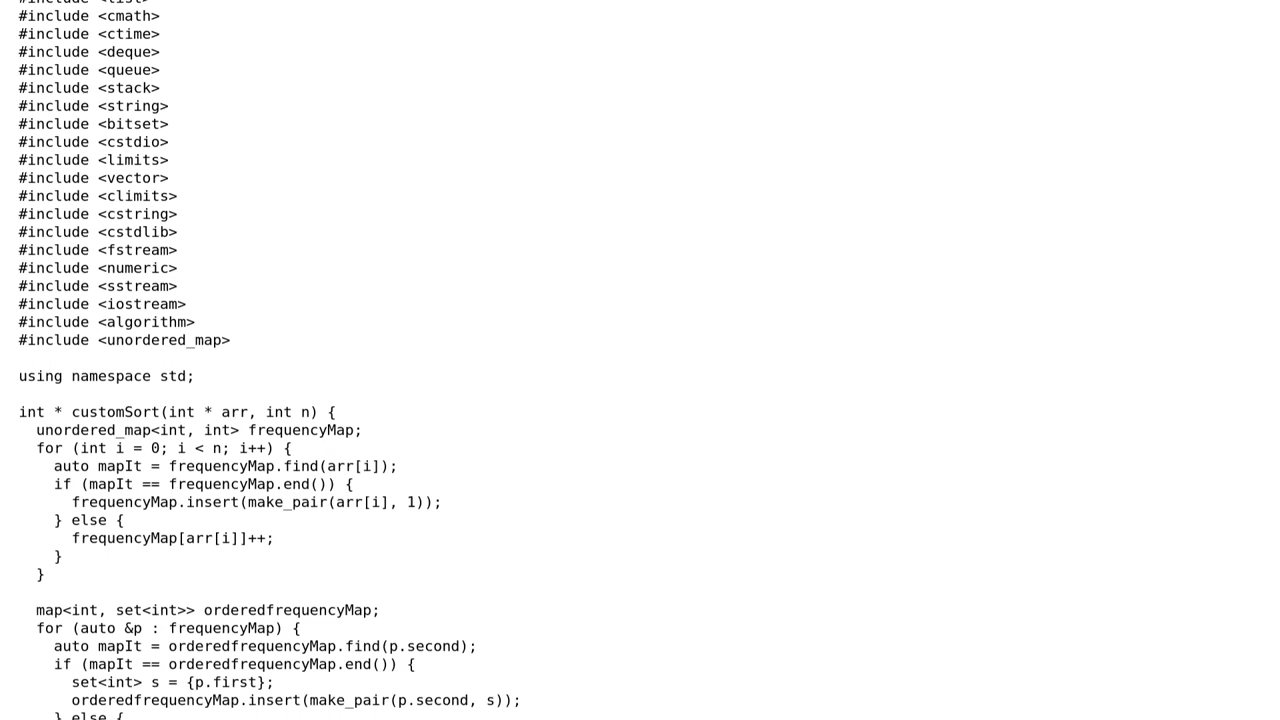 #include <list>
#include <cmath>
#include <ctime>
#include <deque>
#include <queue>
#include <stack>
#include <string>
#include <bitset>
#include <cstdio>
#include <limits>
#include <vector>
#include <climits>
#include <cstring>
#include <cstdlib>
#include <fstream>
#include <numeric>
#include <sstream>
#include <iostream>
#include <algorithm>
#include <unordered_map>

using namespace std;

int * customSort(int * arr, int n) {
  unordered_map<int, int> frequencyMap;
  for (int i = 0; i < n; i++) {
    auto mapIt = frequencyMap.find(arr[i]);
    if (mapIt == frequencyMap.end()) {
      frequencyMap.insert(make_pair(arr[i], 1));
    } else {
      frequencyMap[arr[i]]++;
    }
  }

  map<int, set<int>> orderedfrequencyMap;
  for (auto &p : frequencyMap) {
    auto mapIt = orderedfrequencyMap.find(p.second);
    if (mapIt == orderedfrequencyMap.end()) {
      set<int> s = {p.first};
      orderedfrequencyMap.insert(make_pair(p.second, s));
    } else {